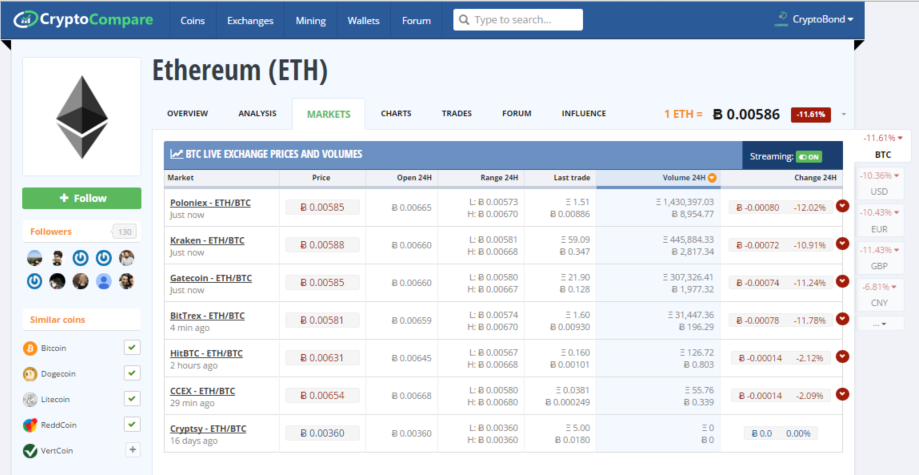 CryptoCompare Coins Exchanges Mining Wallets Forum Type to search... CryptoBond
Ethereum (ETH)
OVERVIEW ANALYSIS MARKETS CHARTS TRADES FORUM INFLUENCE 1 ETH = Ƀ 0.00586 -11.61%
-11.61%
BTC
-10.36%
USD
-10.43%
EUR
-11.43%
GBP
-6.81%
CNY
...
Follow
Followers 130
Similar coins
Bitcoin
Dogecoin
Litecoin
ReddCoin
VertCoin
BTC LIVE EXCHANGE PRICES AND VOLUMES Streaming: ON
Market Price Open 24H Range 24H Last trade Volume 24H Change 24H
Poloniex - ETH/BTC Ƀ 0.00585 Ƀ 0.00665 L: Ƀ 0.00573 Ξ 1.51 Ξ 1,430,397.03 Ƀ -0.00080 -12.02%
Just now H: Ƀ 0.00670 Ƀ 0.00886 Ƀ 8,954.77
Kraken - ETH/BTC Ƀ 0.00588 Ƀ 0.00660 L: Ƀ 0.00581 Ξ 59.09 Ξ 445,884.33 Ƀ -0.00072 -10.91%
Just now H: Ƀ 0.00668 Ƀ 0.347 Ƀ 2,817.34
Gatecoin - ETH/BTC Ƀ 0.00585 Ƀ 0.00660 L: Ƀ 0.00580 Ξ 21.90 Ξ 307,326.41 Ƀ -0.00074 -11.24%
Just now H: Ƀ 0.00667 Ƀ 0.128 Ƀ 1,977.32
BitTrex - ETH/BTC Ƀ 0.00581 Ƀ 0.00659 L: Ƀ 0.00574 Ξ 1.60 Ξ 31,447.36 Ƀ -0.00078 -11.78%
4 min ago H: Ƀ 0.00670 Ƀ 0.00930 Ƀ 196.29
HitBTC - ETH/BTC Ƀ 0.00631 Ƀ 0.00645 L: Ƀ 0.00567 Ξ 0.160 Ξ 126.72 Ƀ -0.00014 -2.12%
2 hours ago H: Ƀ 0.00668 Ƀ 0.00101 Ƀ 0.803
CCEX - ETH/BTC Ƀ 0.00654 Ƀ 0.00668 L: Ƀ 0.00580 Ξ 0.0381 Ξ 55.76 Ƀ -0.00014 -2.09%
29 min ago H: Ƀ 0.00680 Ƀ 0.000249 Ƀ 0.339
Cryptsy - ETH/BTC Ƀ 0.00360 Ƀ 0.00360 L: Ƀ 0.00360 Ξ 5.00 Ξ 0 Ƀ 0.0 0.00%
16 days ago H: Ƀ 0.00360 Ƀ 0.0180 Ƀ 0